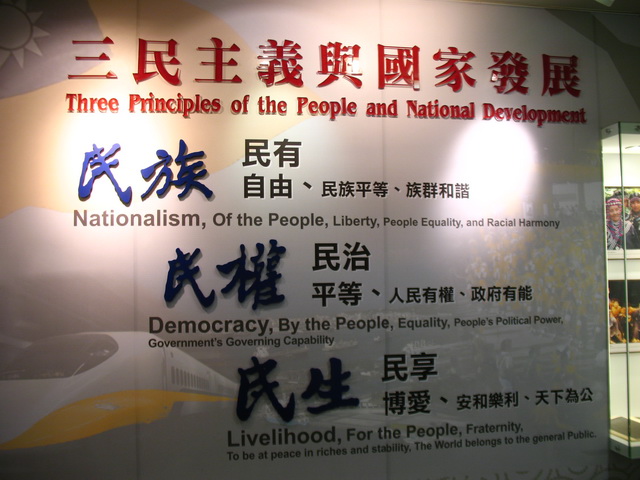 三民主義與國家發展
Three Principles of the People and National Development
民族
民有
自由、民族平等、族群和諧
Nationalism, Of the People, Liberty, People Equality, and Racial Harmony
民權
民治
平等、人民有權、政府有能
Democracy, By the People, Equality, People's Political Power,
Government's Governing Capability
民生
民享
博愛、安和樂利、天下為公
Livelihood, For the People, Fraternity,
To be at peace in riches and stability, The World belongs to the general Public.